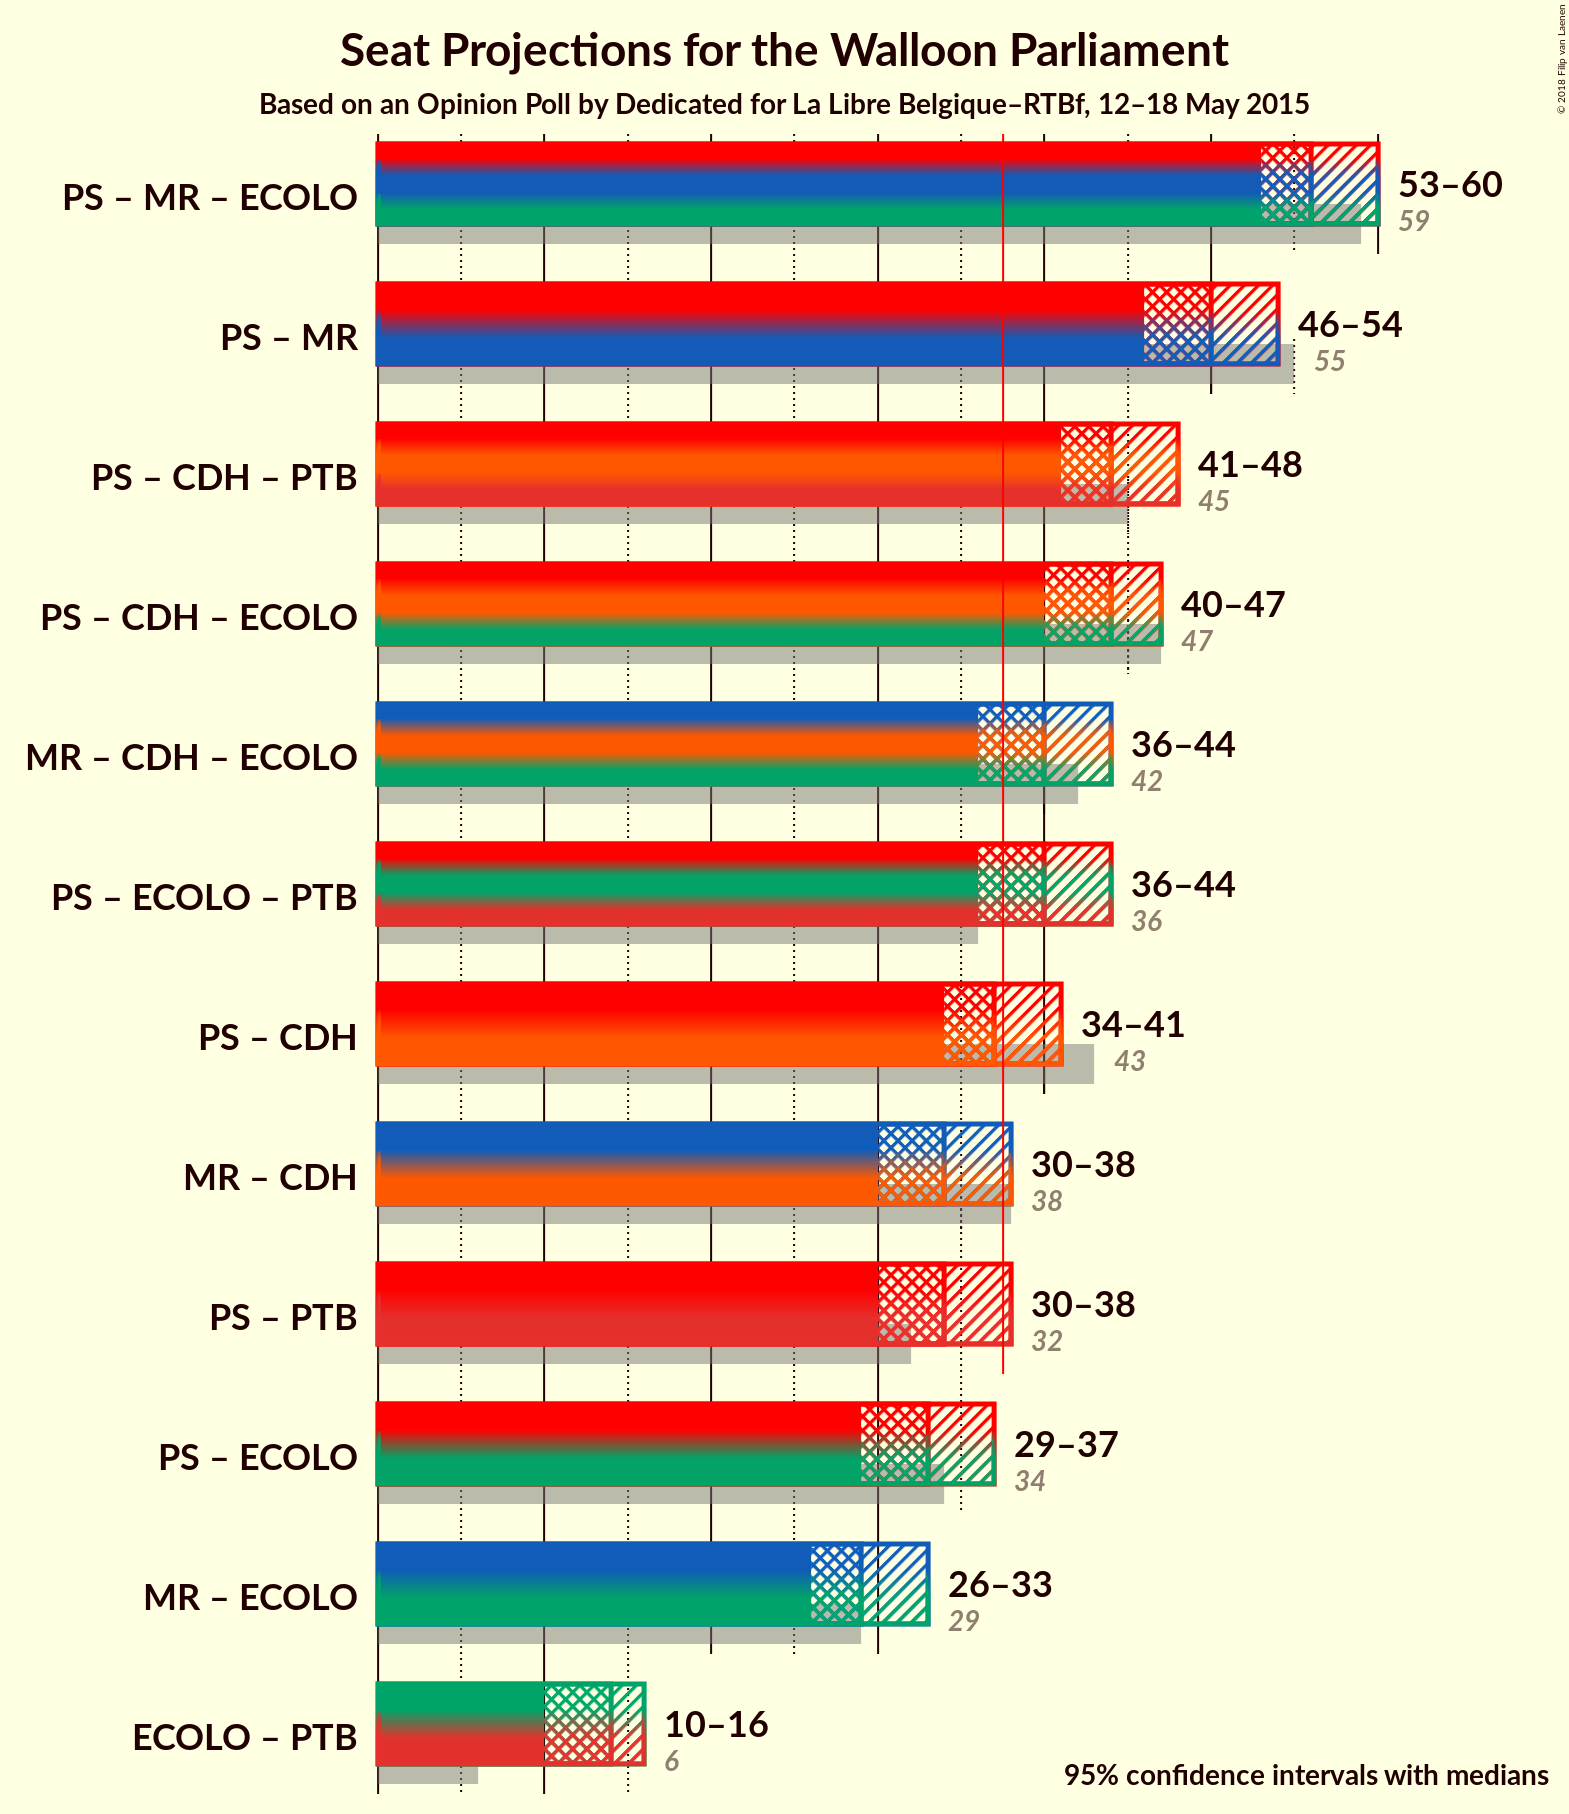 Seat Projections for the Walloon Parliament
Based on an Opinion Poll by Dedicated for La Libre Belgique–RTBf, 12–18 May 2015
© 2018 Filip van Laenen
PS – MR – ECOLO
53–60
59
PS – MR
46–54
55
PS – CDH – PTB
41–48
45
PS – CDH – ECOLO
40–47
47
MR – CDH – ECOLO
36–44
42
PS – ECOLO – PTB
36–44
36
PS – CDH
34–41
43
MR – CDH
30–38
38
PS – PTB
30–38
32
PS – ECOLO
29–37
34
MR – ECOLO
26–33
29
ECOLO – PTB
10–16
6
95% confidence intervals with medians